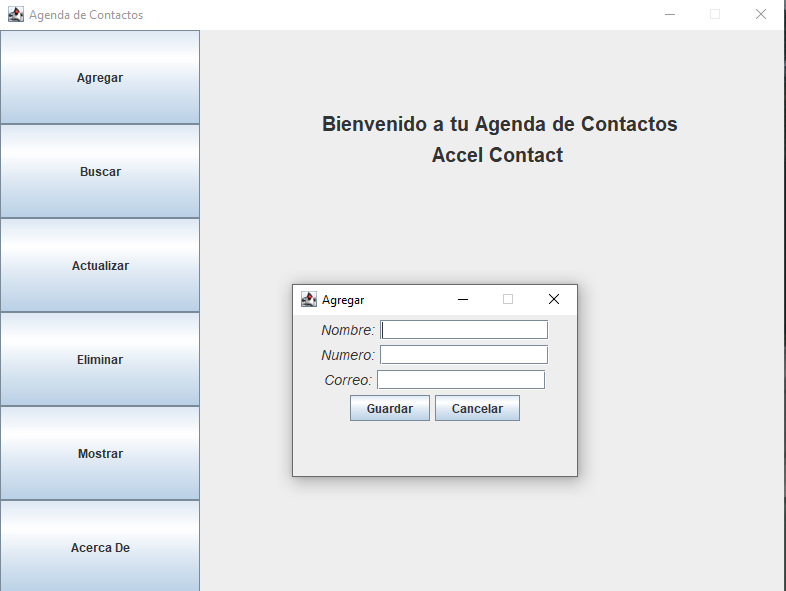 Agenda de Contactos
Agregar
Buscar
Actualizar
Eliminar
Mostrar
Acerca De
Bienvenido a tu Agenda de Contactos
Accel Contact
Agregar
Nombre:
Numero:
Correo:
Guardar Cancelar